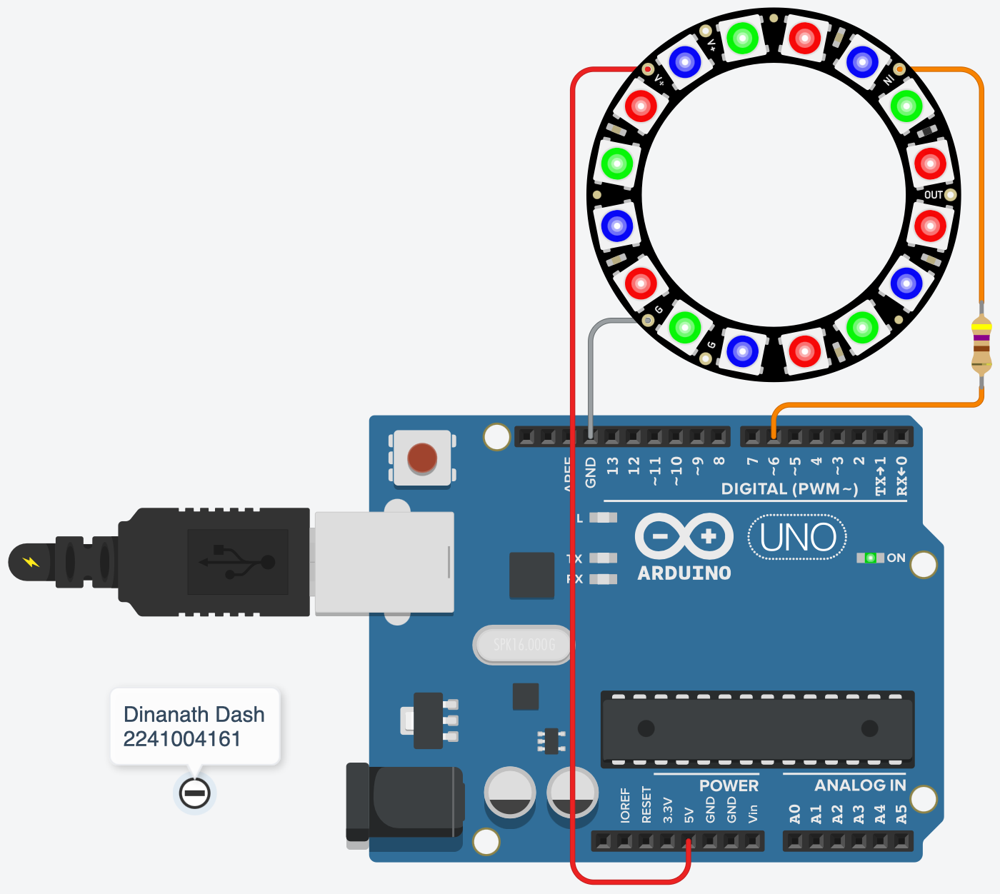 V+
V+
IN
OUT
G
G
AREF
GND
13
12
~11
~10
~9
8
7
~6
~5
4
~3
2
TX→1
RX←0
DIGITAL (PWM~)
L
TX
RX
UNO
ARDUINO
ON
SPK16.000G
Dinanath Dash
2241004161
POWER
ANALOG IN
IOREF
RESET
3.3V
5V
GND
GND
Vin
A0
A1
A2
A3
A4
A5